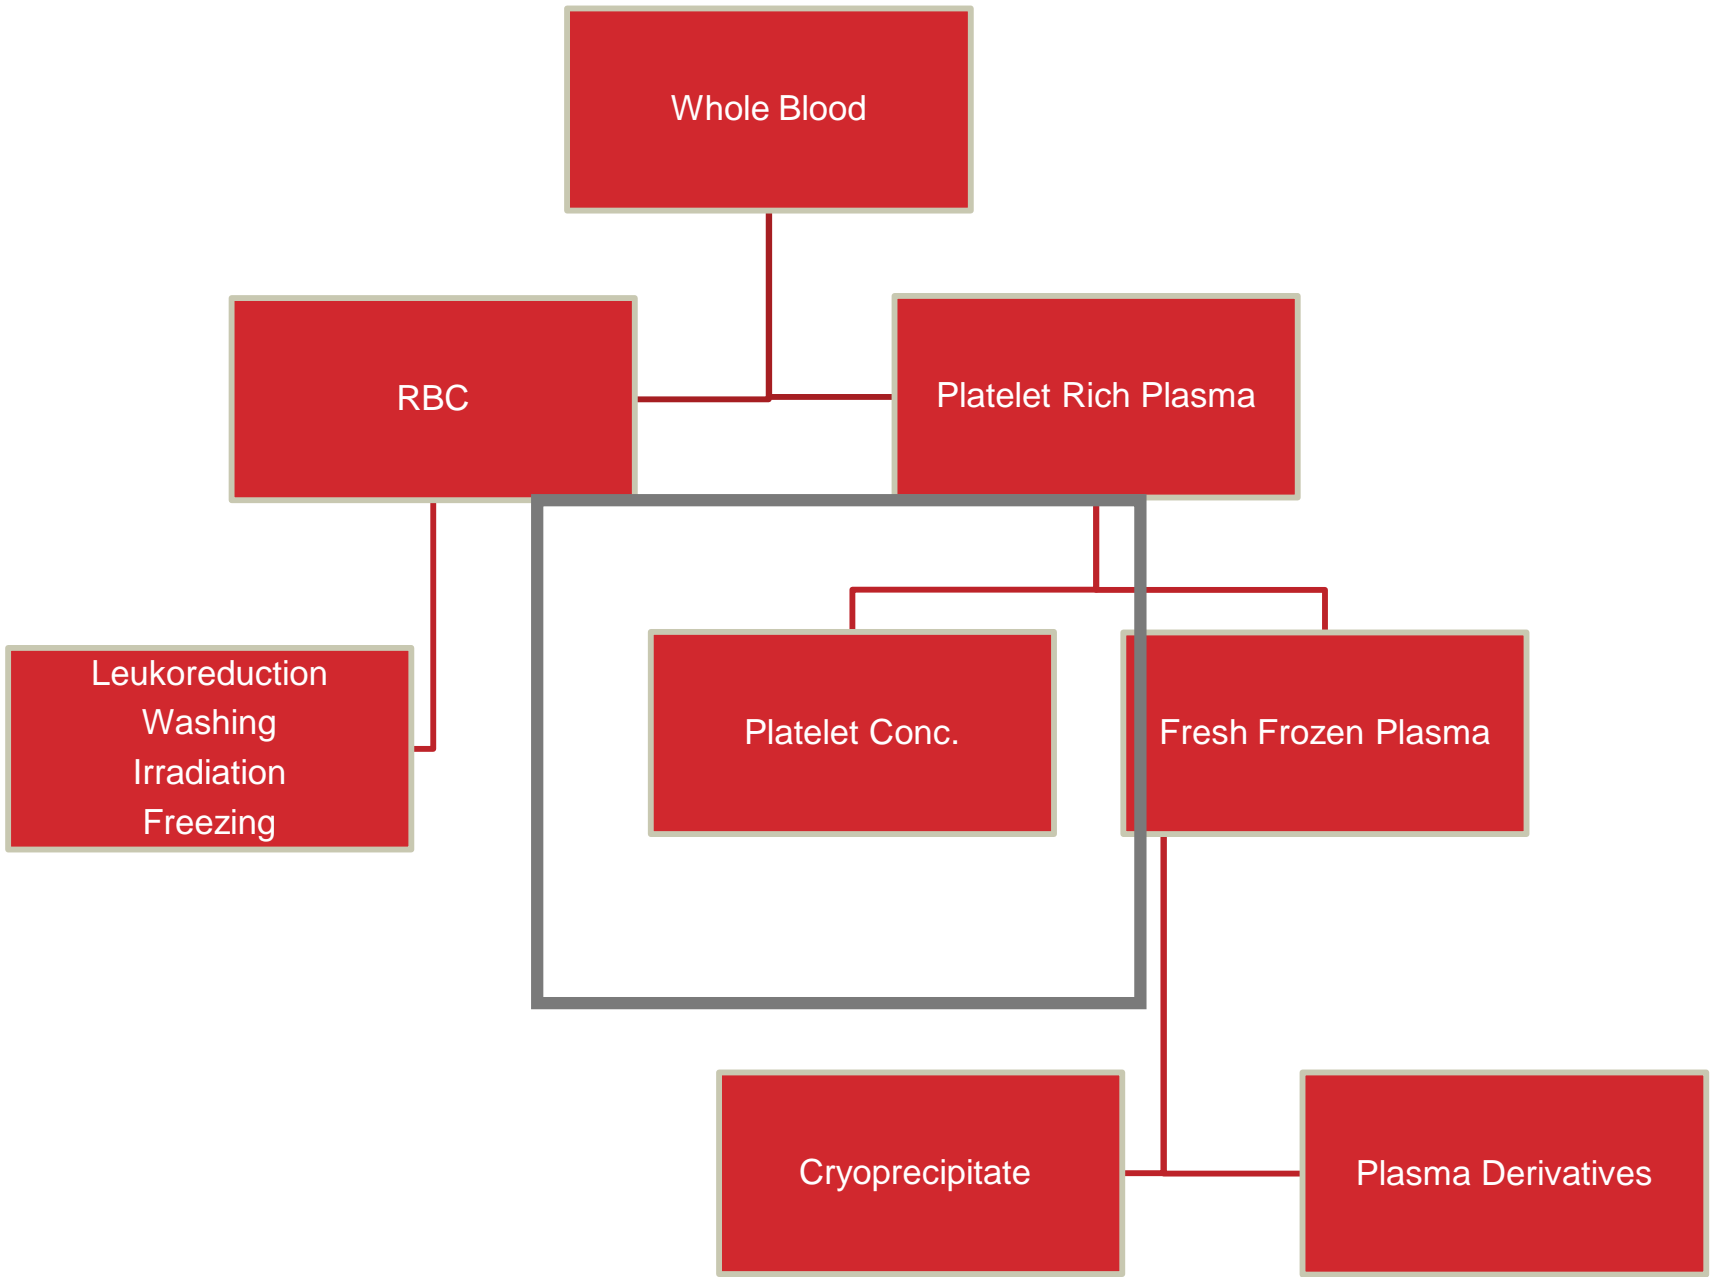 Whole Blood
RBC
Platelet Rich Plasma
Leukoreduction
Washing
Irradiation
Freezing
Platelet Conc.
Fresh Frozen Plasma
Cryoprecipitate
Plasma Derivatives